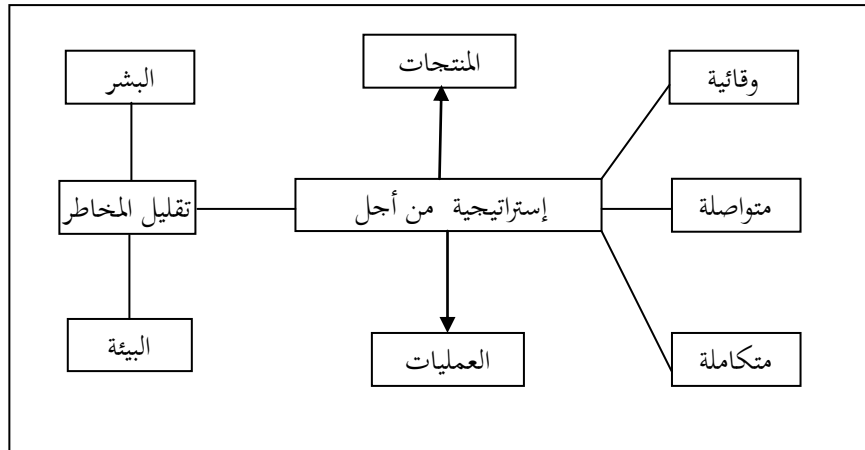 المنتجات
وقائية
البشر
إستراتيجية من أجل
متواصلة
تقليل المخاطر
العمليات
متكاملة
البيئة